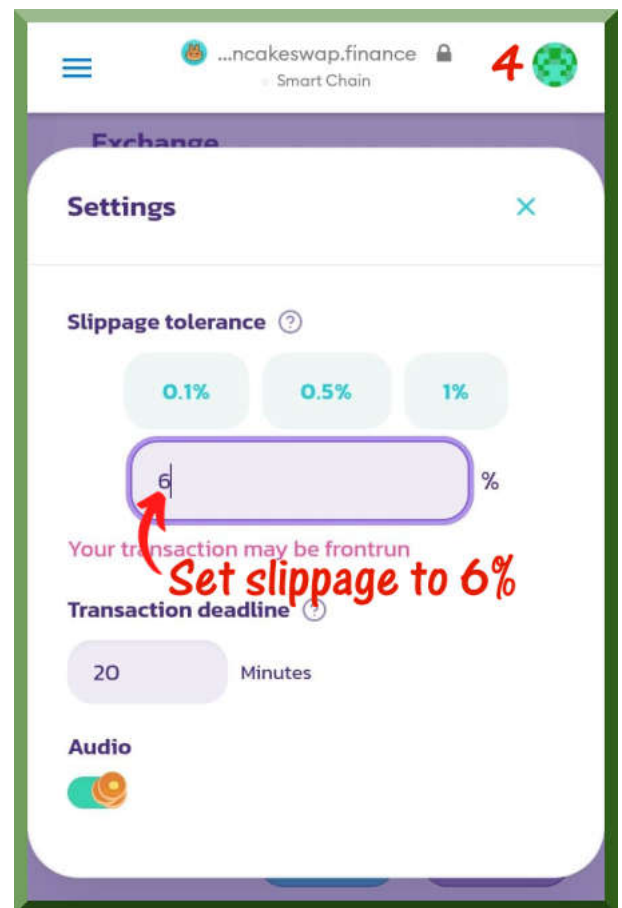 ...ncakeswap.finance 4
Smart Chain
Exchange
Settings
Slippage tolerance ?
0.1% 0.5% 1%
6 %
Your transaction may be frontrun
Set slippage to 6%
Transaction deadline ?
20 Minutes
Audio